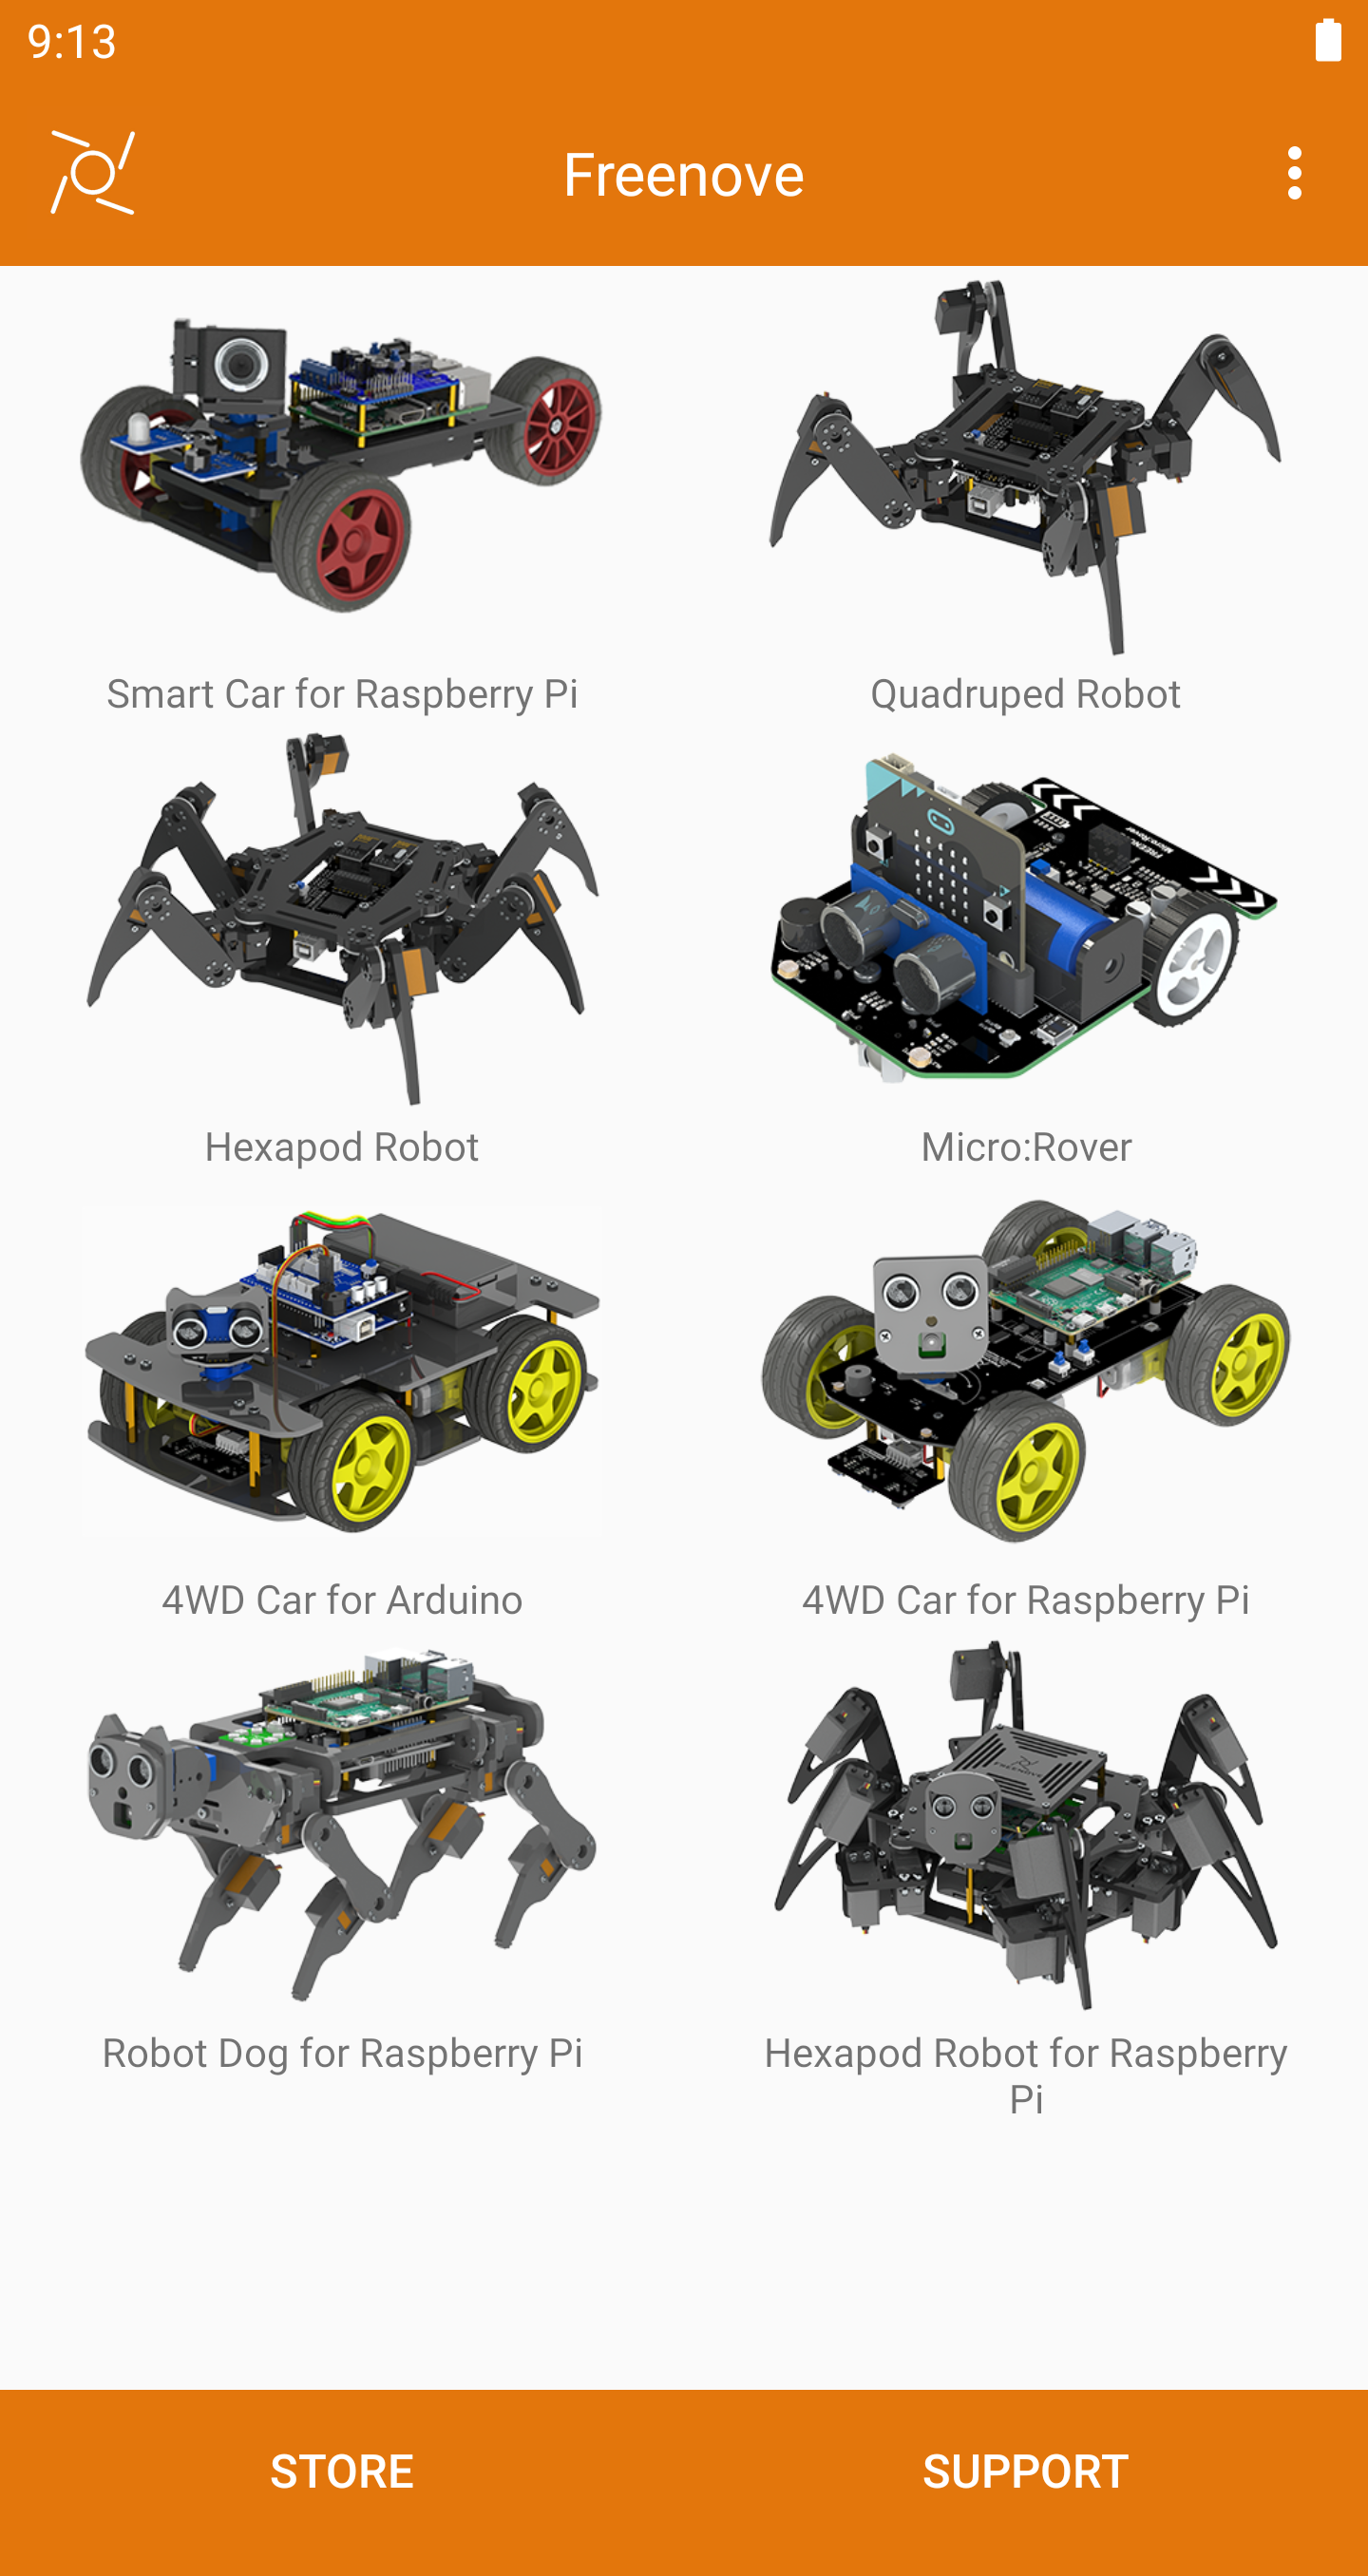 9:13
Freenove
Smart Car for Raspberry Pi
Quadruped Robot
Hexapod Robot
Micro:Rover
4WD Car for Arduino
4WD Car for Raspberry Pi
Robot Dog for Raspberry Pi
Hexapod Robot for Raspberry
Pi
STORE
SUPPORT